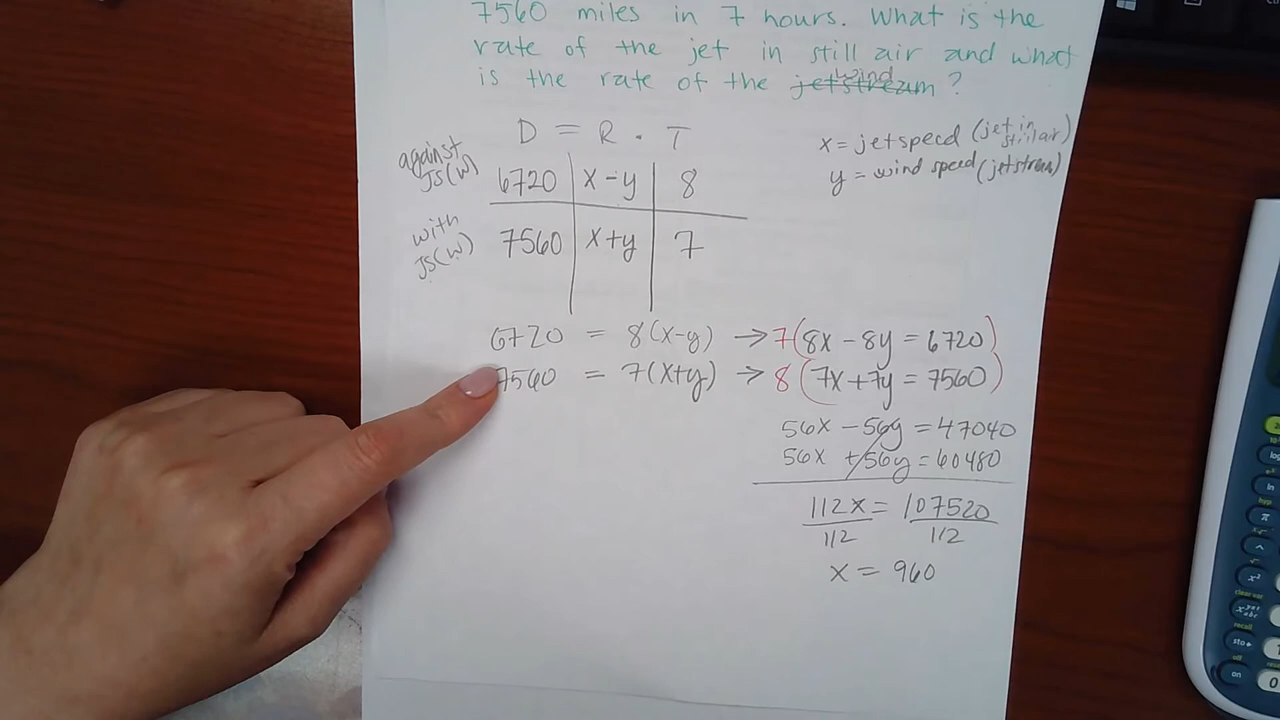 7560 miles in 7 hours. What is the
rate of the jet in still air and what
is the rate of the jetstream wind?
D = R · T
against JS(W) 6720 x-y 8
with JS(W) 7560 x+y 7
x = jetspeed (jet in still air)
y = wind speed (jetstream)
6720 = 8(x-y) → 7(8x - 8y = 6720)
7560 = 7(x+y) → 8(7x + 7y = 7560)
56x - 56y = 47040
56x + 56y = 60480
112x = 107520
112 112
x = 960